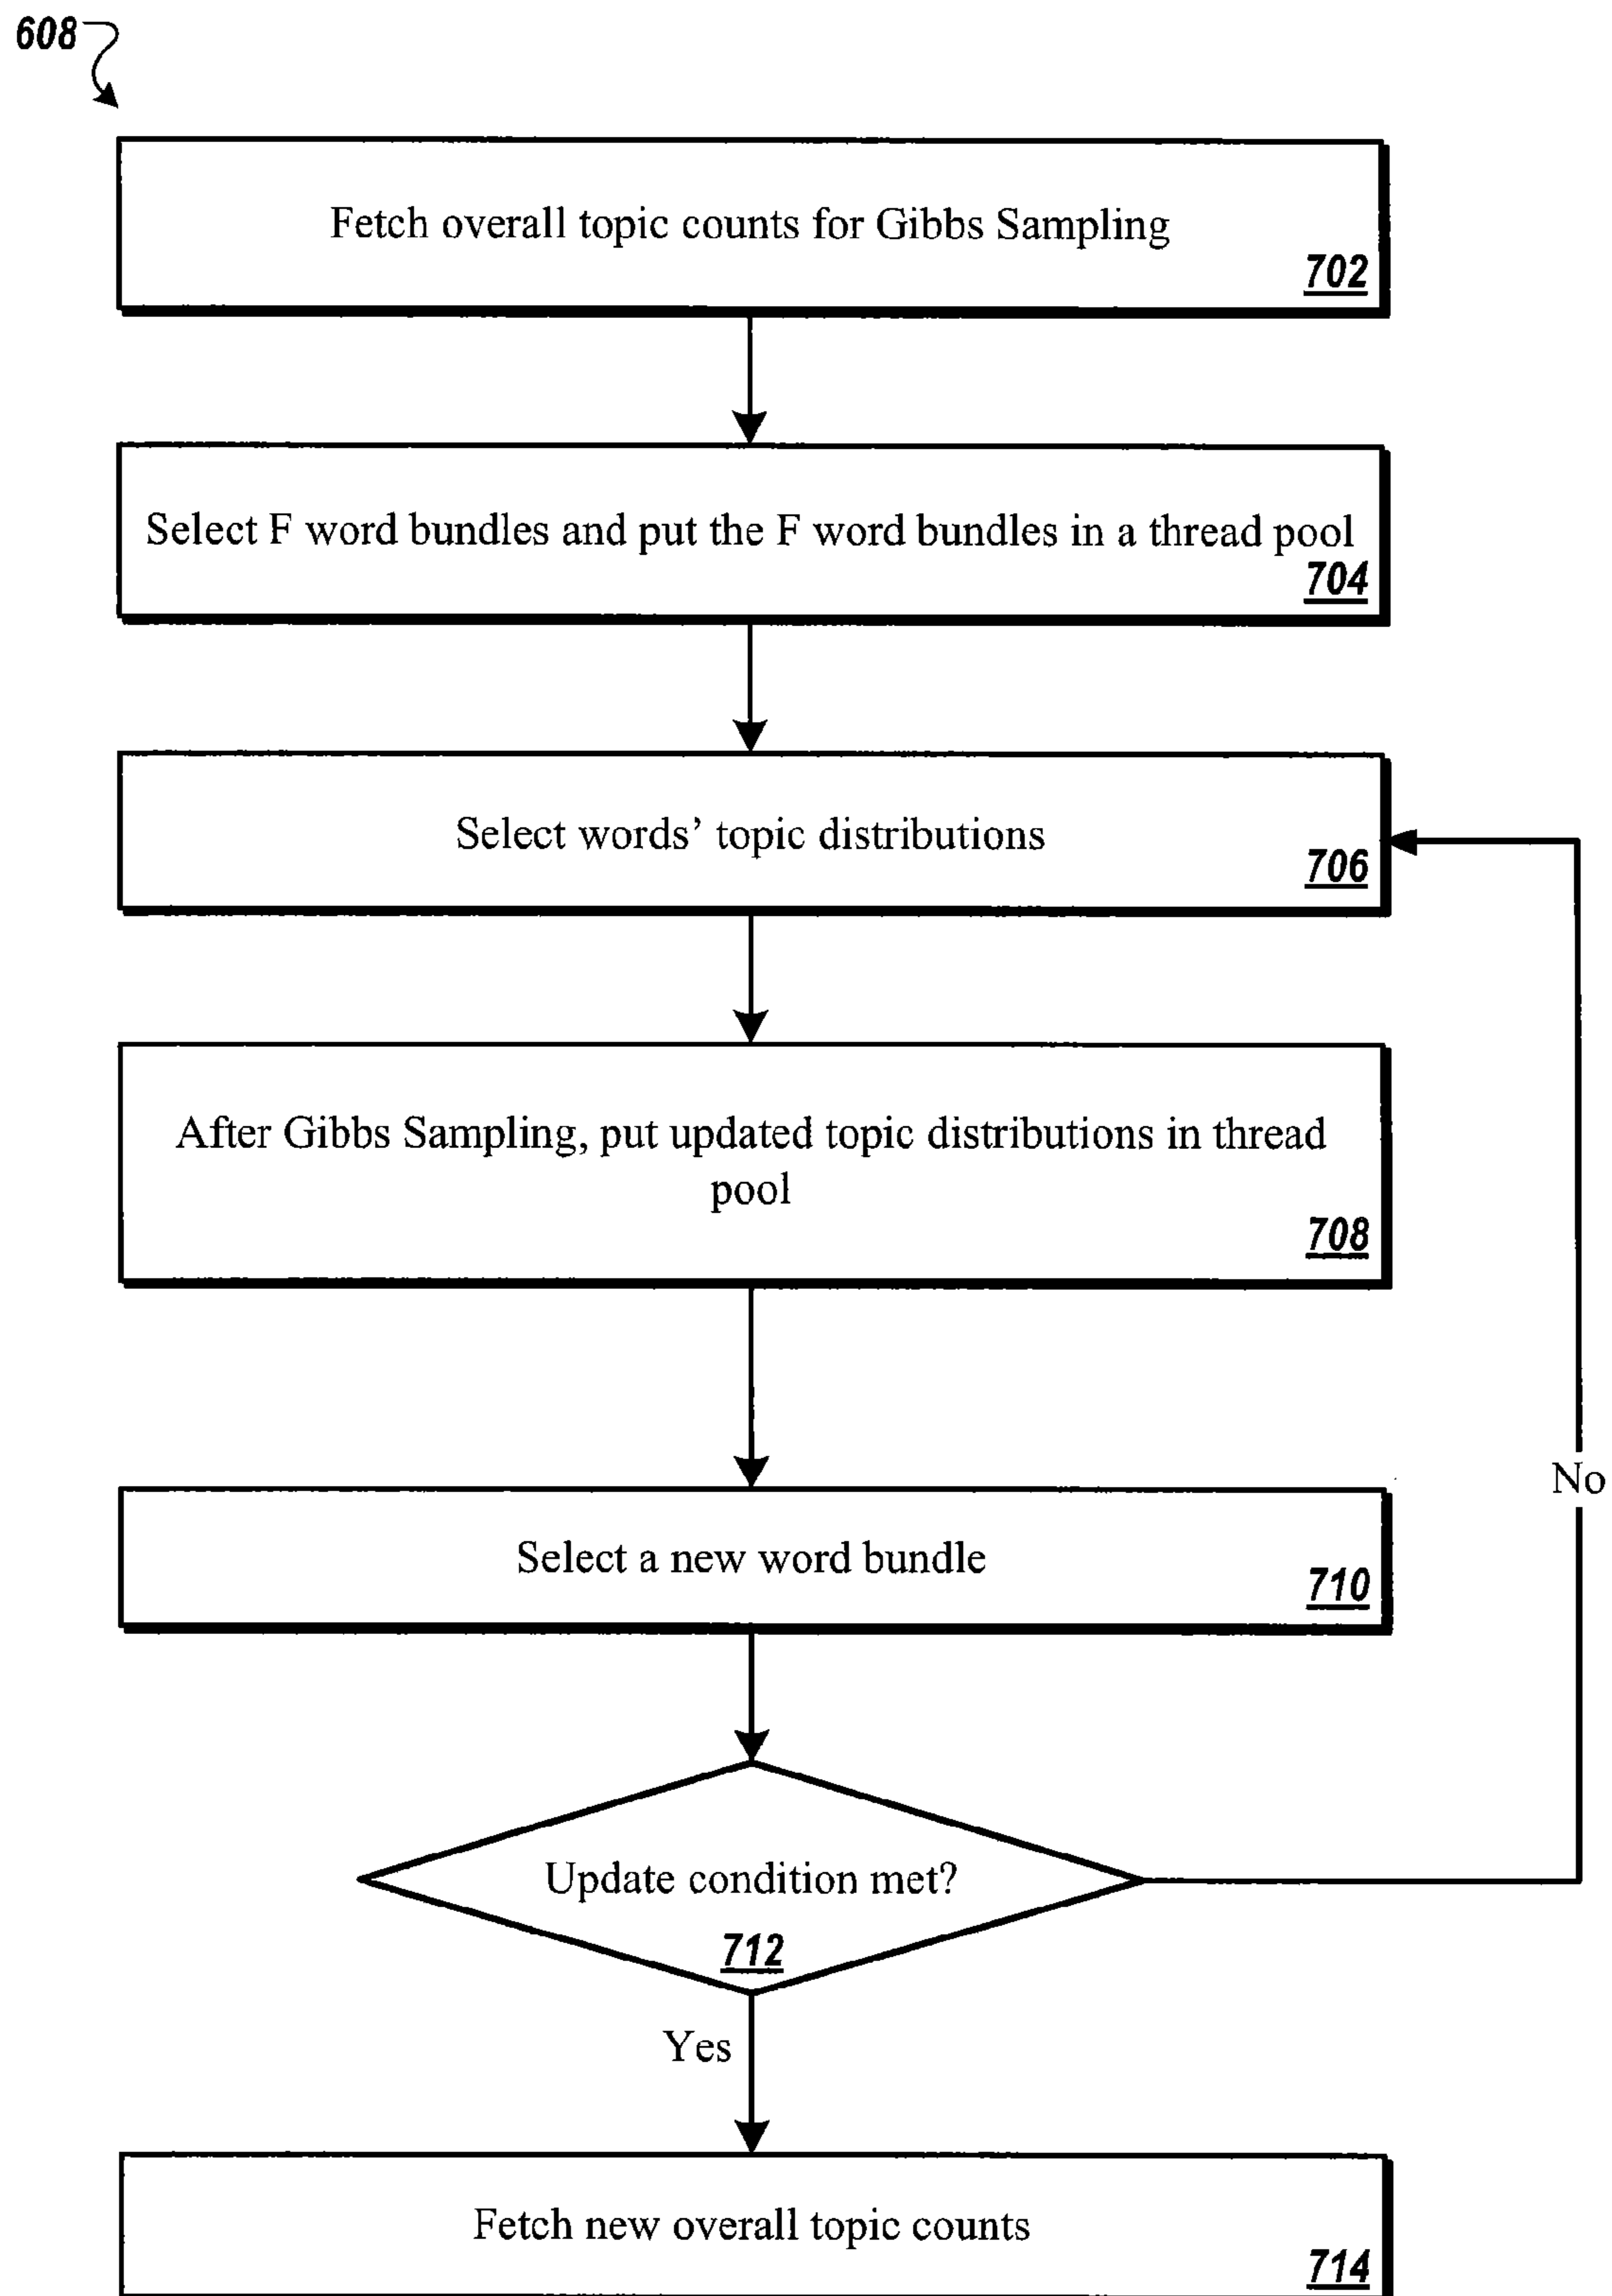 608
Fetch overall topic counts for Gibbs Sampling
702
Select F word bundles and put the F word bundles in a thread pool
704
Select words’ topic distributions
706
After Gibbs Sampling, put updated topic distributions in thread
pool
708
No
Select a new word bundle
710
Update condition met?
712
Yes
Fetch new overall topic counts
714